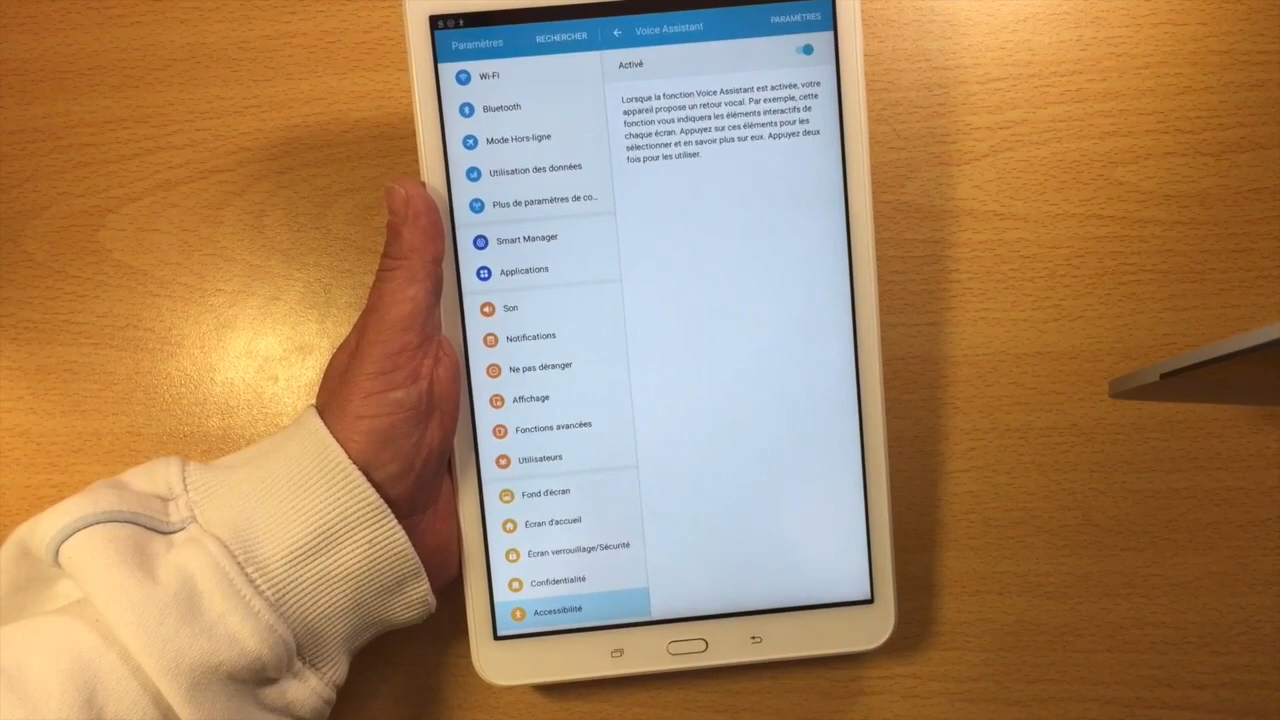 Paramètres
RECHERCHER
Voice Assistant
PARAMÈTRES
Wi-Fi
Bluetooth
Mode Hors-ligne
Utilisation des données
Plus de paramètres de co...
Smart Manager
Applications
Son
Notifications
Ne pas déranger
Affichage
Fonctions avancées
Utilisateurs
Fond d'écran
Écran d'accueil
Écran verrouillage/Sécurité
Confidentialité
Accessibilité
Activé
Lorsque la fonction Voice Assistant est activée, votre
appareil propose un retour vocal. Par exemple, cette
fonction vous indiquera les éléments interactifs de
chaque écran. Appuyez sur ces éléments pour les
sélectionner et en savoir plus sur eux. Appuyez deux
fois pour les utiliser.